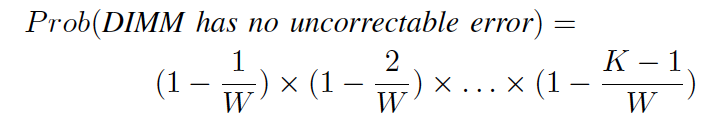 Prob(DIMM has no uncorrectable error) =
(1 − 1/W) × (1 − 2/W) × . . . × (1 − K − 1/W)